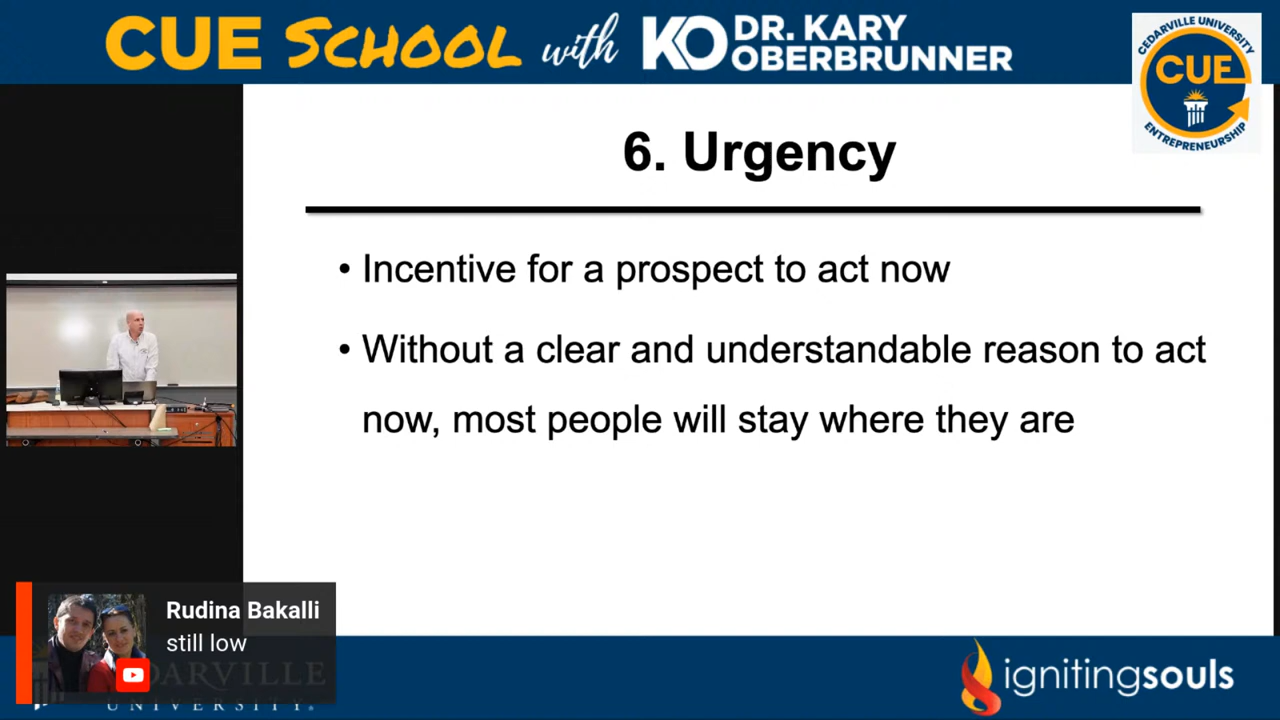 CUE SCHOOL with KO DR. KARY
OBERBRUNNER
CEDARVILLE UNIVERSITY
CUE
ENTREPRENEURSHIP
6. Urgency
• Incentive for a prospect to act now
• Without a clear and understandable reason to act
now, most people will stay where they are
Rudina Bakalli
still low
DARVILLE
UNIVERSITY®
ignitingsouls